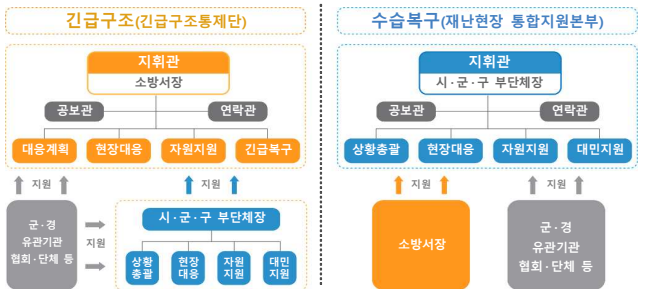 긴급구조(긴급구조통제단)
지휘관
소방서장
공보관
연락관
대응계획
현장대응
자원지원
긴급복구
지원
지원
군·경
유관기관
협회·단체 등
지원
시·군·구 부단체장
상황
총괄
현장
대응
자원
지원
대민
지원
수습복구(재난현장 통합지원본부)
지휘관
시·군·구 부단체장
공보관
연락관
상황총괄
현장대응
자원지원
대민지원
지원
지원
소방서장
군·경
유관기관
협회·단체 등